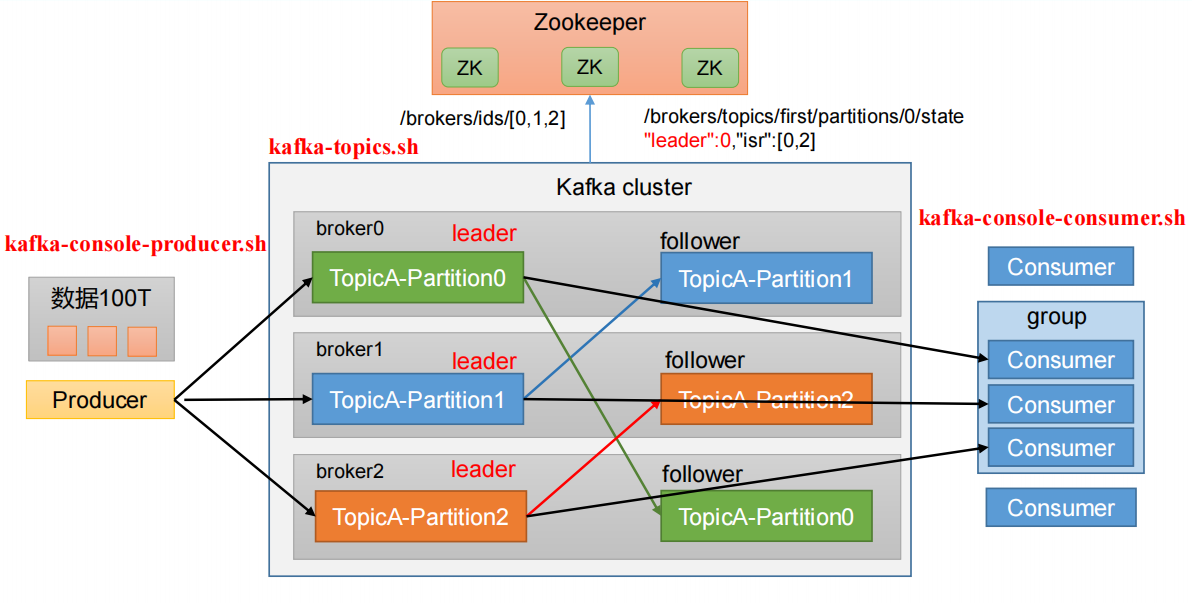 Zookeeper
ZK
ZK
ZK
/brokers/ids/[0,1,2]
/brokers/topics/first/partitions/0/state
"leader":0,"isr":[0,2]
kafka-topics.sh
Kafka cluster
kafka-console-producer.sh
kafka-console-consumer.sh
数据100T
Producer
broker0
leader
follower
TopicA-Partition0
TopicA-Partition1
broker1
leader
follower
TopicA-Partition1
TopicA-Partition2
broker2
leader
follower
TopicA-Partition2
TopicA-Partition0
Consumer
group
Consumer
Consumer
Consumer
Consumer